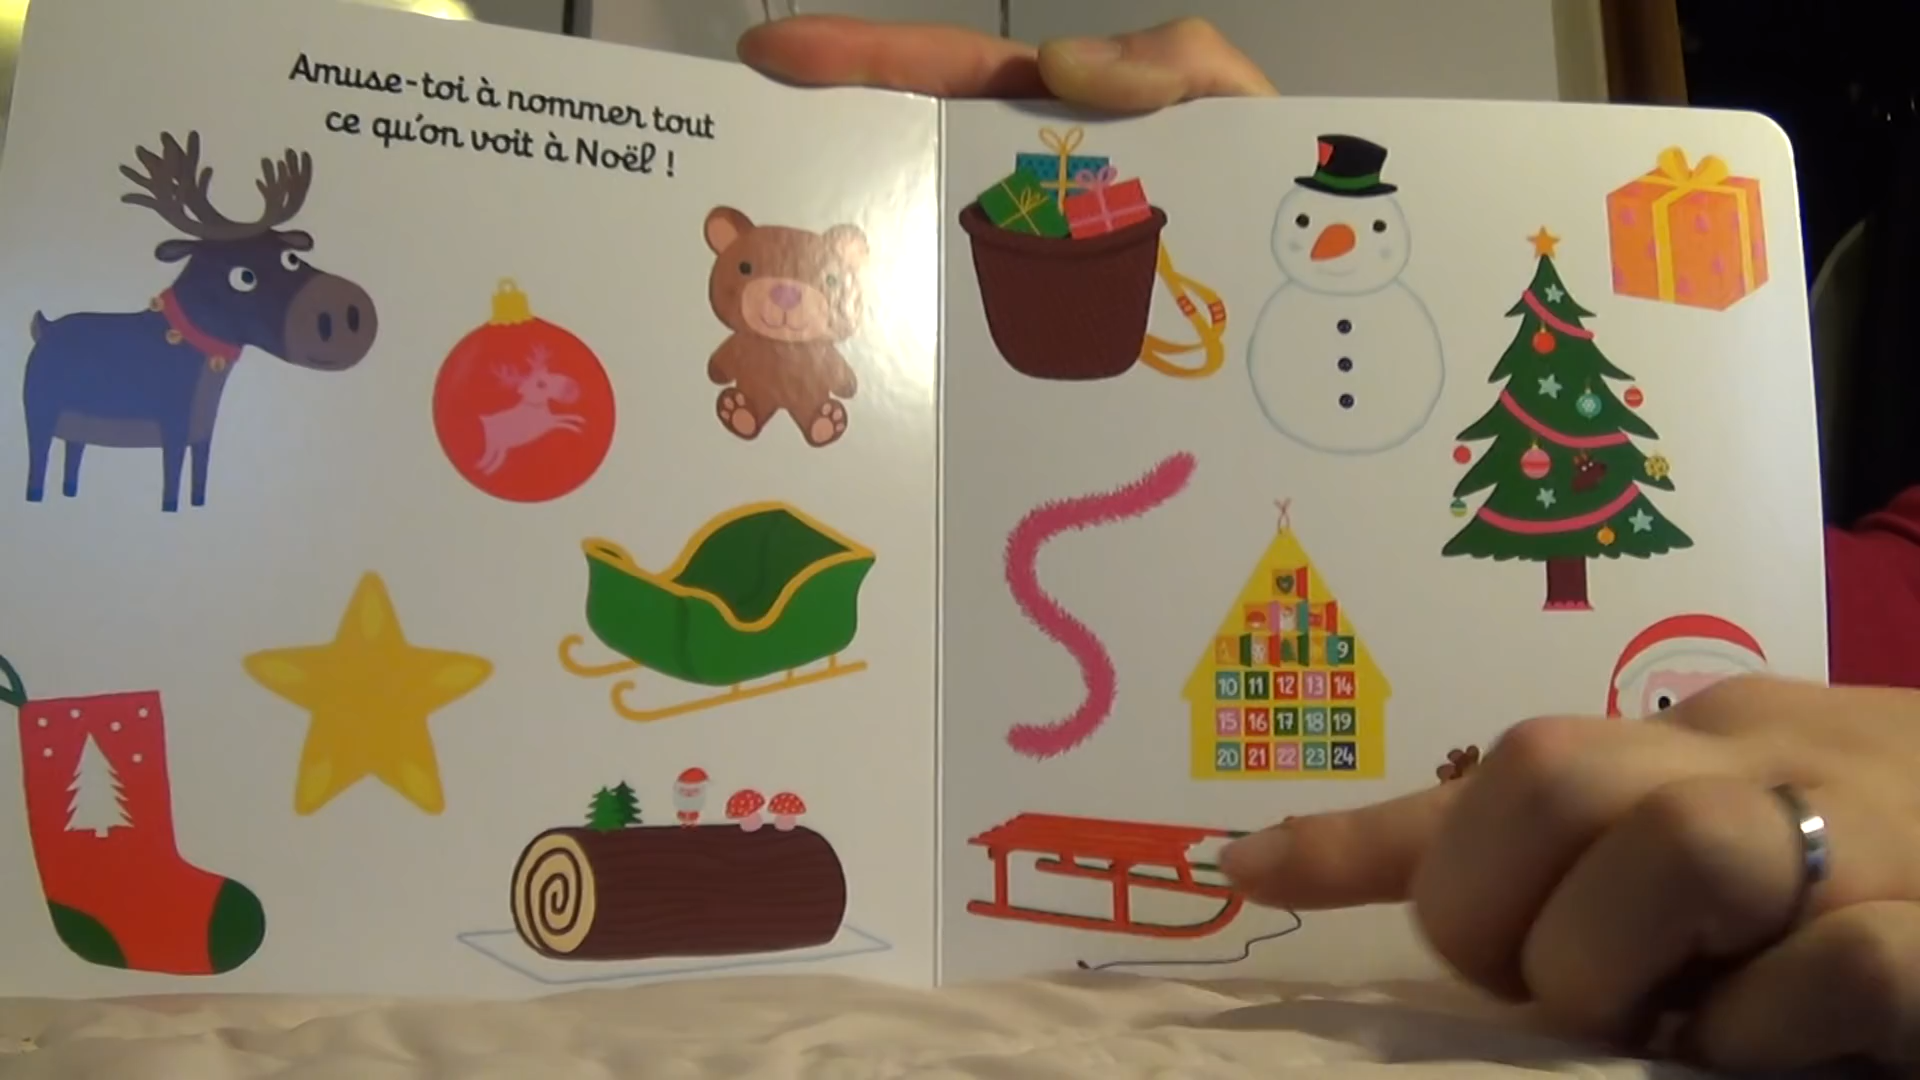 Amuse-toi à nommer tout
ce qu'on voit à Noël !
9
10 11 12 13 14
15 16 17 18 19
20 21 22 23 24